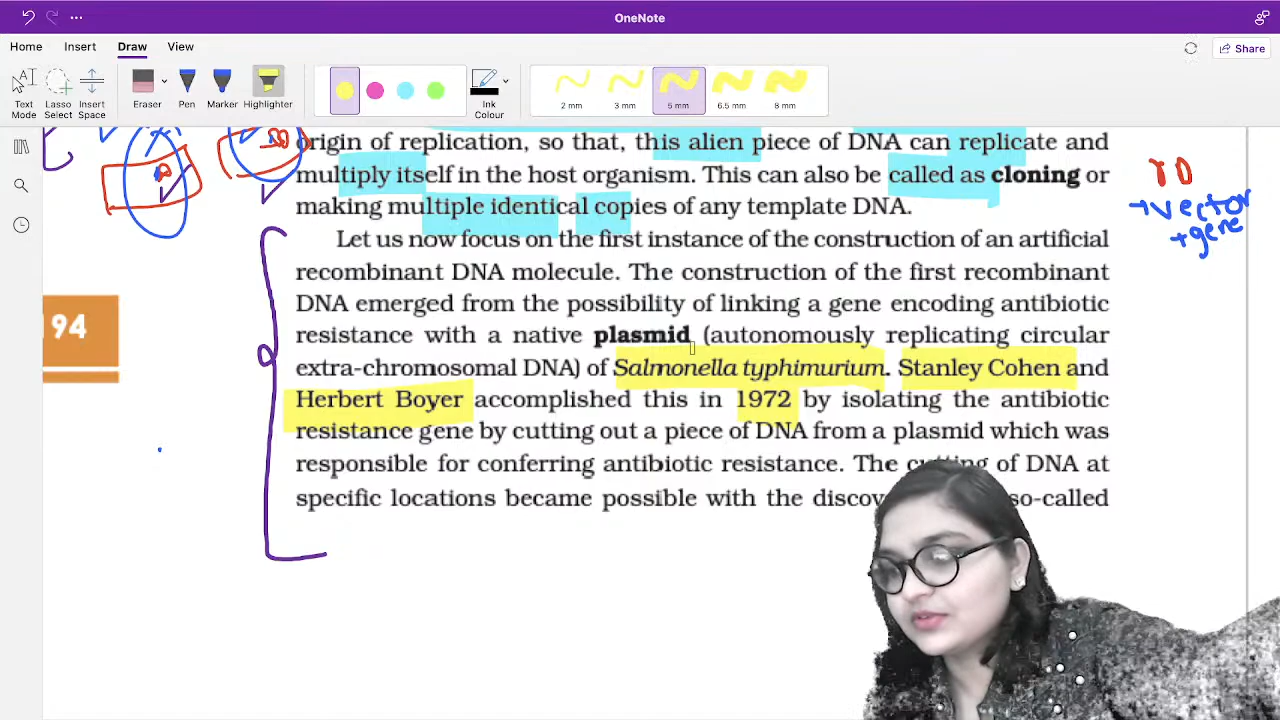 OneNote
Home Insert Draw View
Share
Text Mode
Lasso Select
Insert Space
Eraser
Pen
Marker
Highlighter
Ink Colour
2 mm
3 mm
5 mm
6.5 mm
8 mm
origin of replication, so that, this alien piece of DNA can replicate and
multiply itself in the host organism. This can also be called as cloning or
making multiple identical copies of any template DNA.
Let us now focus on the first instance of the construction of an artificial
recombinant DNA molecule. The construction of the first recombinant
DNA emerged from the possibility of linking a gene encoding antibiotic
resistance with a native plasmid (autonomously replicating circular
extra-chromosomal DNA) of Salmonella typhimurium. Stanley Cohen and
Herbert Boyer accomplished this in 1972 by isolating the antibiotic
resistance gene by cutting out a piece of DNA from a plasmid which was
responsible for conferring antibiotic resistance. The cutting of DNA at
specific locations became possible with the so-called
194
rD
→vector
+gene